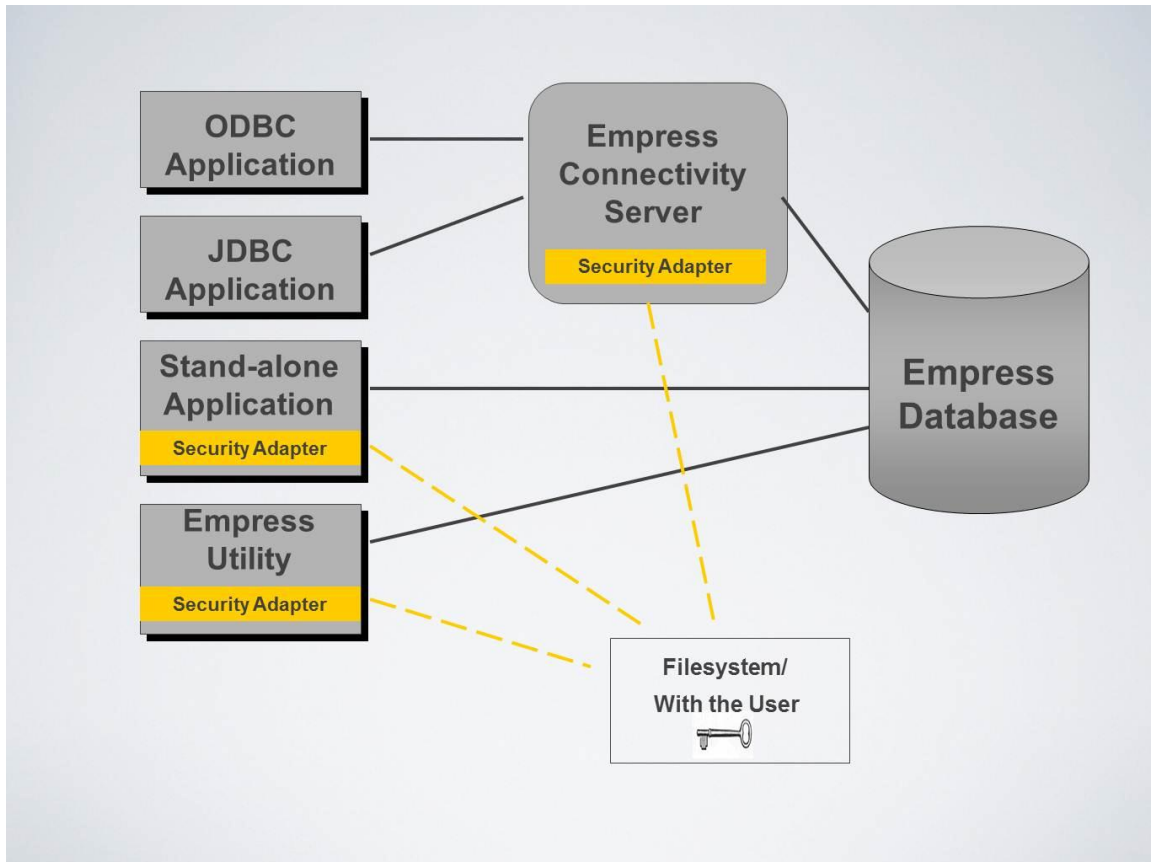 ODBC
Application
JDBC
Application
Stand-alone
Application
Security Adapter
Empress
Utility
Security Adapter
Empress
Connectivity
Server
Security Adapter
Empress
Database
Filesystem/
With the User